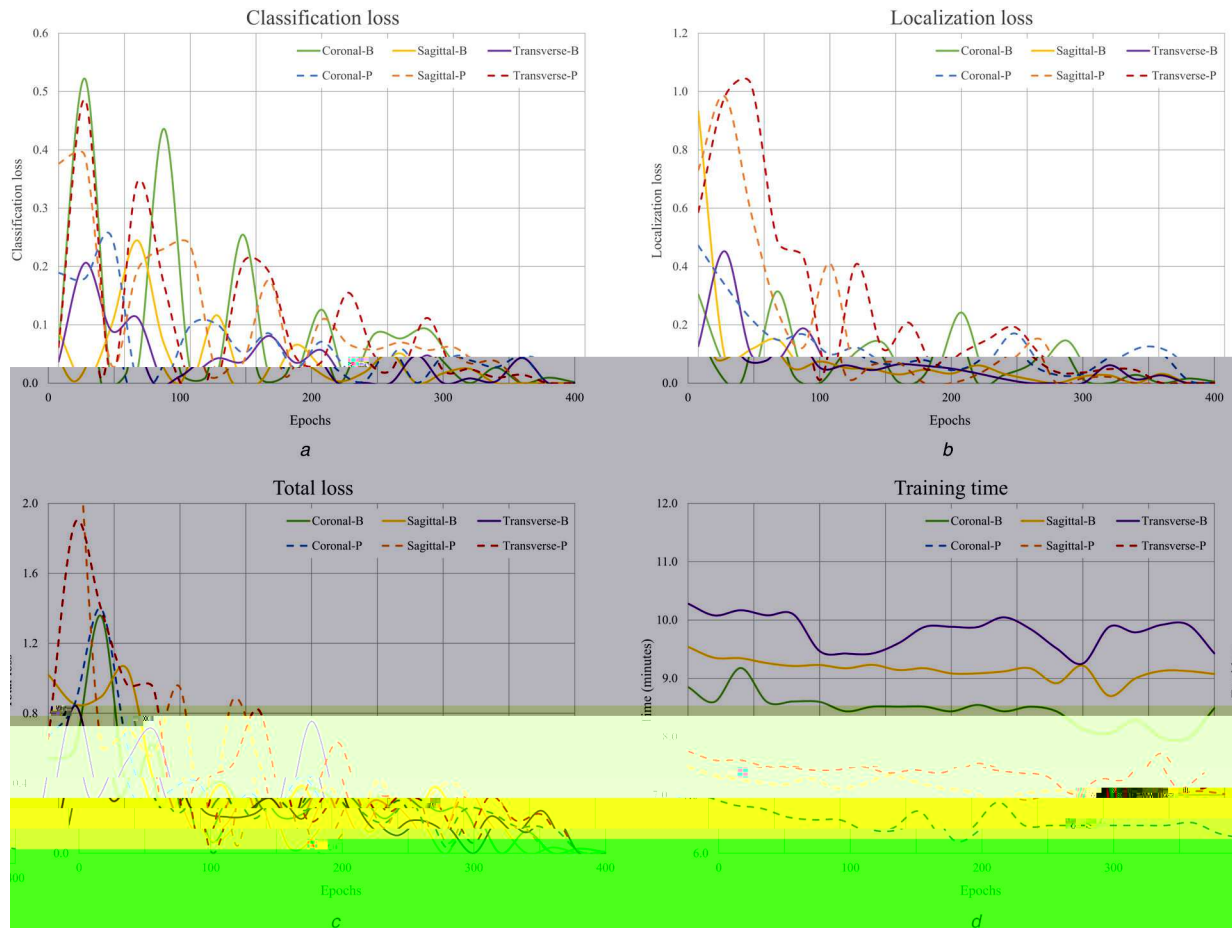 Classification loss
0.6
0.5
0.4
0.3
0.2
0.1
0.0
Classification loss
Coronal-B Sagittal-B Transverse-B
Coronal-P Sagittal-P Transverse-P
0 100 200 300 400
Epochs
a
Localization loss
1.2
1.0
0.8
0.6
0.4
0.2
0.0
Localization loss
Coronal-B Sagittal-B Transverse-B
Coronal-P Sagittal-P Transverse-P
0 100 200 300 400
Epochs
b
Total loss
2.0
1.6
1.2
0.8
0.0
Coronal-B Sagittal-B Transverse-B
Coronal-P Sagittal-P Transverse-P
0 100 200 300 400
Epochs
c
Training time
12.0
11.0
10.0
9.0
6.0
(minutes)
Coronal-B Sagittal-B Transverse-B
Coronal-P Sagittal-P Transverse-P
0 100 200 300 400
Epochs
d